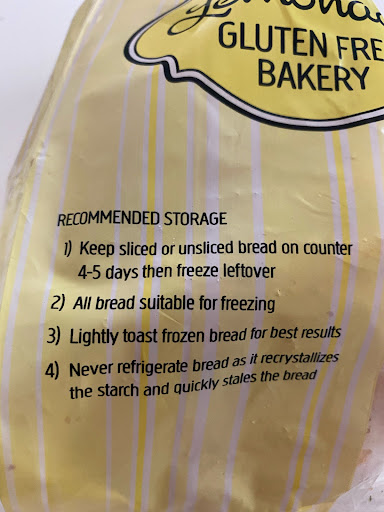 GLUTEN FRE
BAKERY
RECOMMENDED STORAGE
1) Keep sliced or unsliced bread on counter
4-5 days then freeze leftover
2) All bread suitable for freezing
3) Lightly toast frozen bread for best results
4) Never refrigerate bread as it recrystallizes
the starch and quickly stales the bread